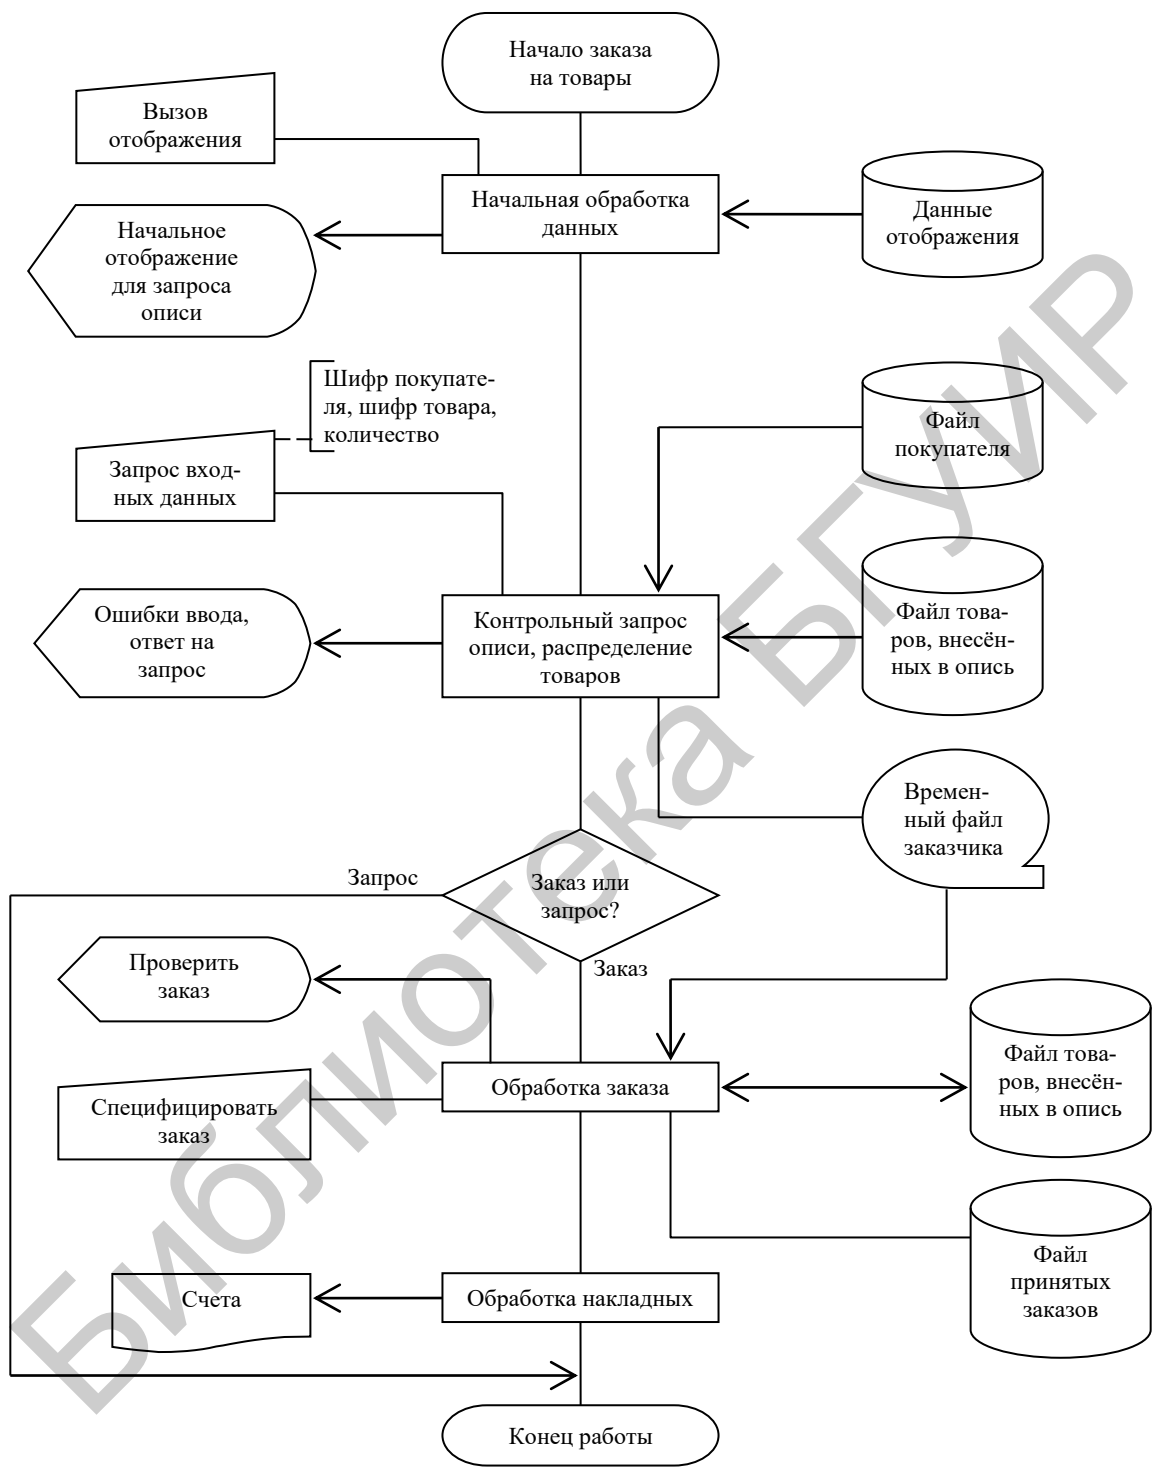 Начало заказа
на товары
Вызов
отображения
Начальная обработка
данных
Данные
отображения
Начальное
отображение
для запроса
описи
Шифр покупате-
ля, шифр товара,
количество
Файл
покупателя
Запрос вход-
ных данных
Ошибки ввода,
ответ на
запрос
Контрольный запрос
описи, распределение
товаров
Файл това-
ров, внесён-
ных в опись
Времен-
ный файл
заказчика
Запрос
Заказ или
запрос?
Заказ
Проверить
заказ
Обработка заказа
Файл това-
ров, внесён-
ных в опись
Специфицировать
заказ
Файл
принятых
заказов
Счета
Обработка накладных
Конец работы
Библиотека БГУИР